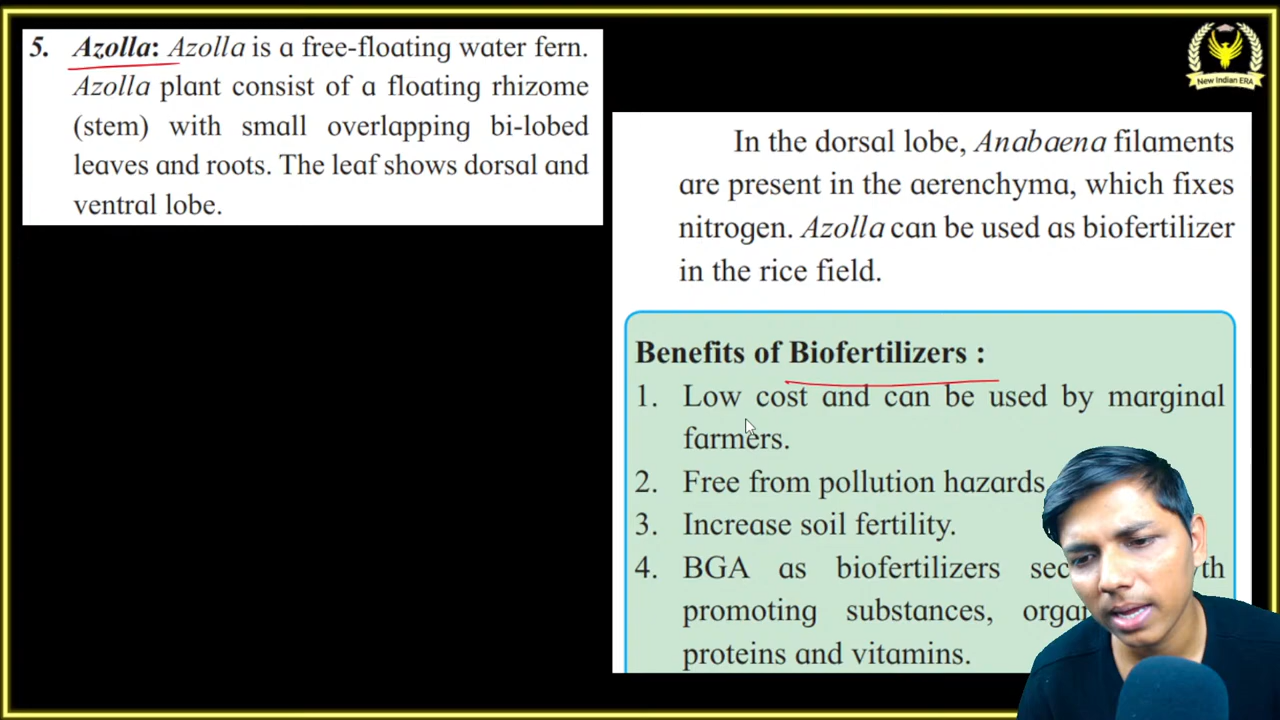 5. Azolla: Azolla is a free-floating water fern.
Azolla plant consist of a floating rhizome
(stem) with small overlapping bi-lobed
leaves and roots. The leaf shows dorsal and
ventral lobe.
New Indian ERA
In the dorsal lobe, Anabaena filaments
are present in the aerenchyma, which fixes
nitrogen. Azolla can be used as biofertilizer
in the rice field.
Benefits of Biofertilizers :
1. Low cost and can be used by marginal
farmers.
2. Free from pollution hazards
3. Increase soil fertility.
4. BGA as biofertilizers
promoting substances,
proteins and vitamins.